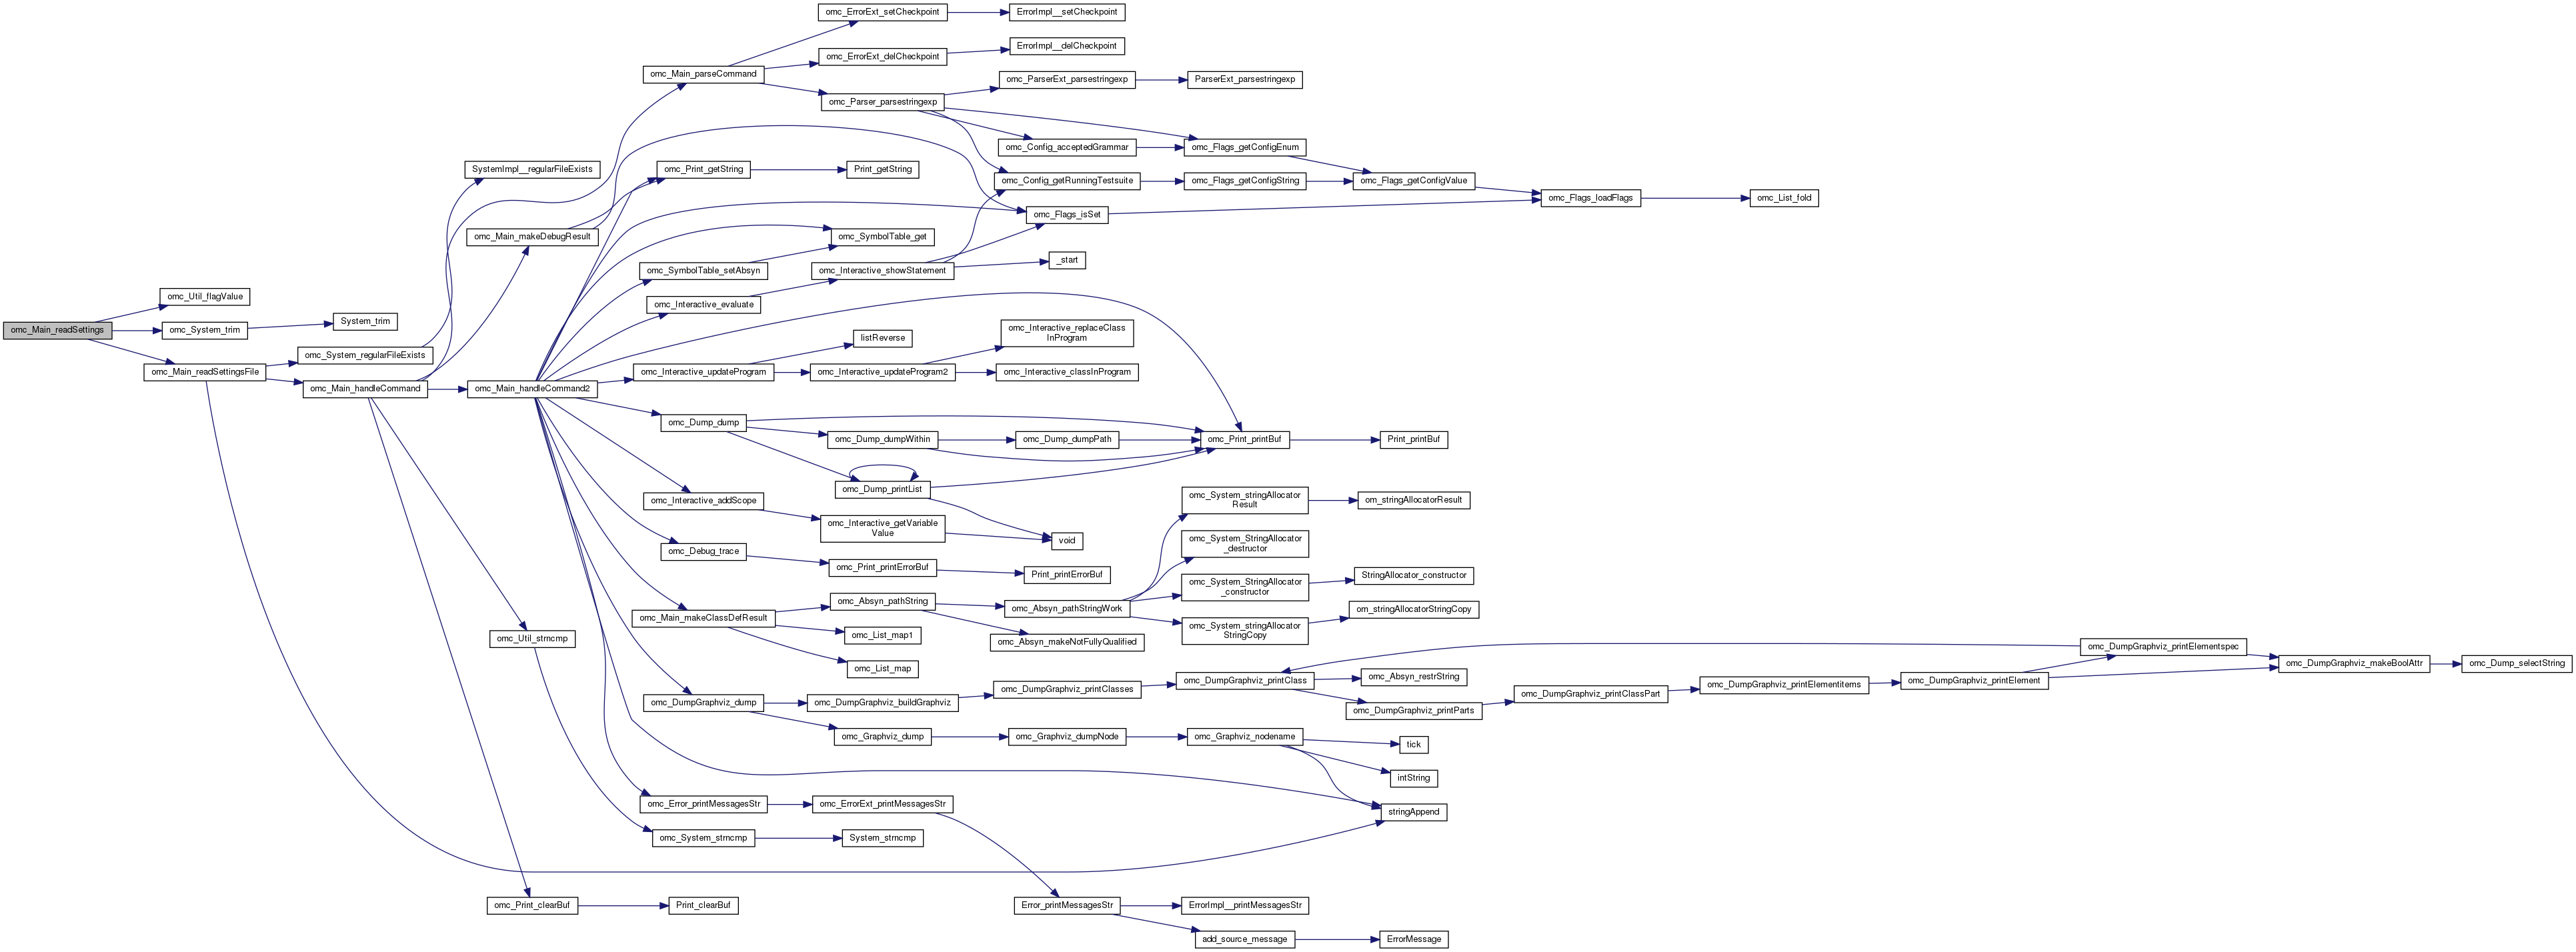 omc_Main_readSettings
omc_Util_flagValue
omc_System_trim
System_trim
omc_Main_readSettingsFile
omc_System_regularFileExists
SystemImpl__regularFileExists
omc_Main_handleCommand
omc_Main_parseCommand
omc_ErrorExt_setCheckpoint
ErrorImpl__setCheckpoint
omc_ErrorExt_delCheckpoint
ErrorImpl__delCheckpoint
omc_Parser_parsestringexp
omc_ParserExt_parsestringexp
ParserExt_parsestringexp
omc_Config_acceptedGrammar
omc_Flags_getConfigEnum
omc_Config_getRunningTestsuite
omc_Flags_getConfigString
omc_Flags_getConfigValue
omc_Flags_loadFlags
omc_List_fold
omc_Main_makeDebugResult
omc_Print_getString
Print_getString
omc_Flags_isSet
omc_Main_handleCommand2
omc_SymbolTable_get
omc_SymbolTable_setAbsyn
omc_Interactive_evaluate
omc_Interactive_showStatement
_start
omc_Interactive_updateProgram
listReverse
omc_Interactive_updateProgram2
omc_Interactive_replaceClass
InProgram
omc_Interactive_classInProgram
omc_Dump_dump
omc_Dump_dumpWithin
omc_Dump_dumpPath
omc_Print_printBuf
Print_printBuf
omc_Dump_printList
omc_Interactive_addScope
omc_Interactive_getVariable
Value
void
omc_Debug_trace
omc_Print_printErrorBuf
Print_printErrorBuf
omc_Main_makeClassDefResult
omc_Absyn_pathString
omc_Absyn_pathStringWork
omc_System_stringAllocator
Result
om_stringAllocatorResult
omc_System_StringAllocator
_destructor
omc_System_StringAllocator
_constructor
StringAllocator_constructor
omc_System_stringAllocator
StringCopy
om_stringAllocatorStringCopy
omc_Absyn_makeNotFullyQualified
omc_List_map1
omc_List_map
omc_DumpGraphviz_dump
omc_DumpGraphviz_buildGraphviz
omc_DumpGraphviz_printClasses
omc_DumpGraphviz_printClass
omc_Absyn_restrString
omc_DumpGraphviz_printParts
omc_DumpGraphviz_printClassPart
omc_DumpGraphviz_printElementitems
omc_DumpGraphviz_printElement
omc_DumpGraphviz_printElementspec
omc_DumpGraphviz_makeBoolAttr
omc_Dump_selectString
omc_Graphviz_dump
omc_Graphviz_dumpNode
omc_Graphviz_nodename
tick
intString
stringAppend
omc_Error_printMessagesStr
omc_ErrorExt_printMessagesStr
Error_printMessagesStr
ErrorImpl__printMessagesStr
add_source_message
ErrorMessage
omc_Util_strncmp
omc_System_strncmp
System_strncmp
omc_Print_clearBuf
Print_clearBuf